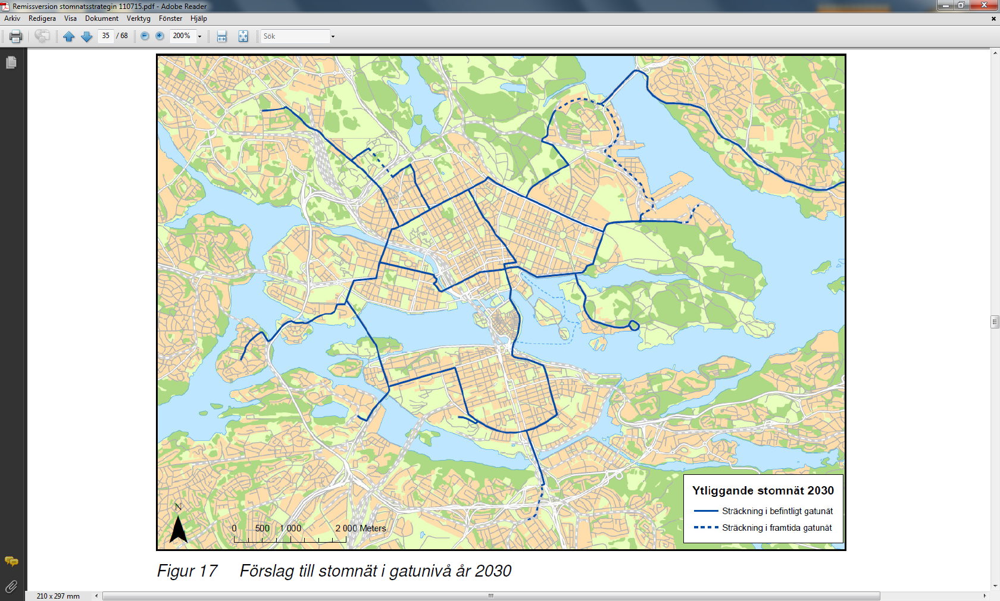 Remissversion stomnatsstrategin 110715.pdf - Adobe Reader
Arkiv Redigera Visa Dokument Verktyg Fönster Hjälp
35 / 68 200% Sök
Ytliggande stomnät 2030
Sträckning i befintligt gatunät
Sträckning i framtida gatunät
N
0 500 1 000 2 000 Meters
Figur 17 Förslag till stomnät i gatunivå år 2030
210 x 297 mm